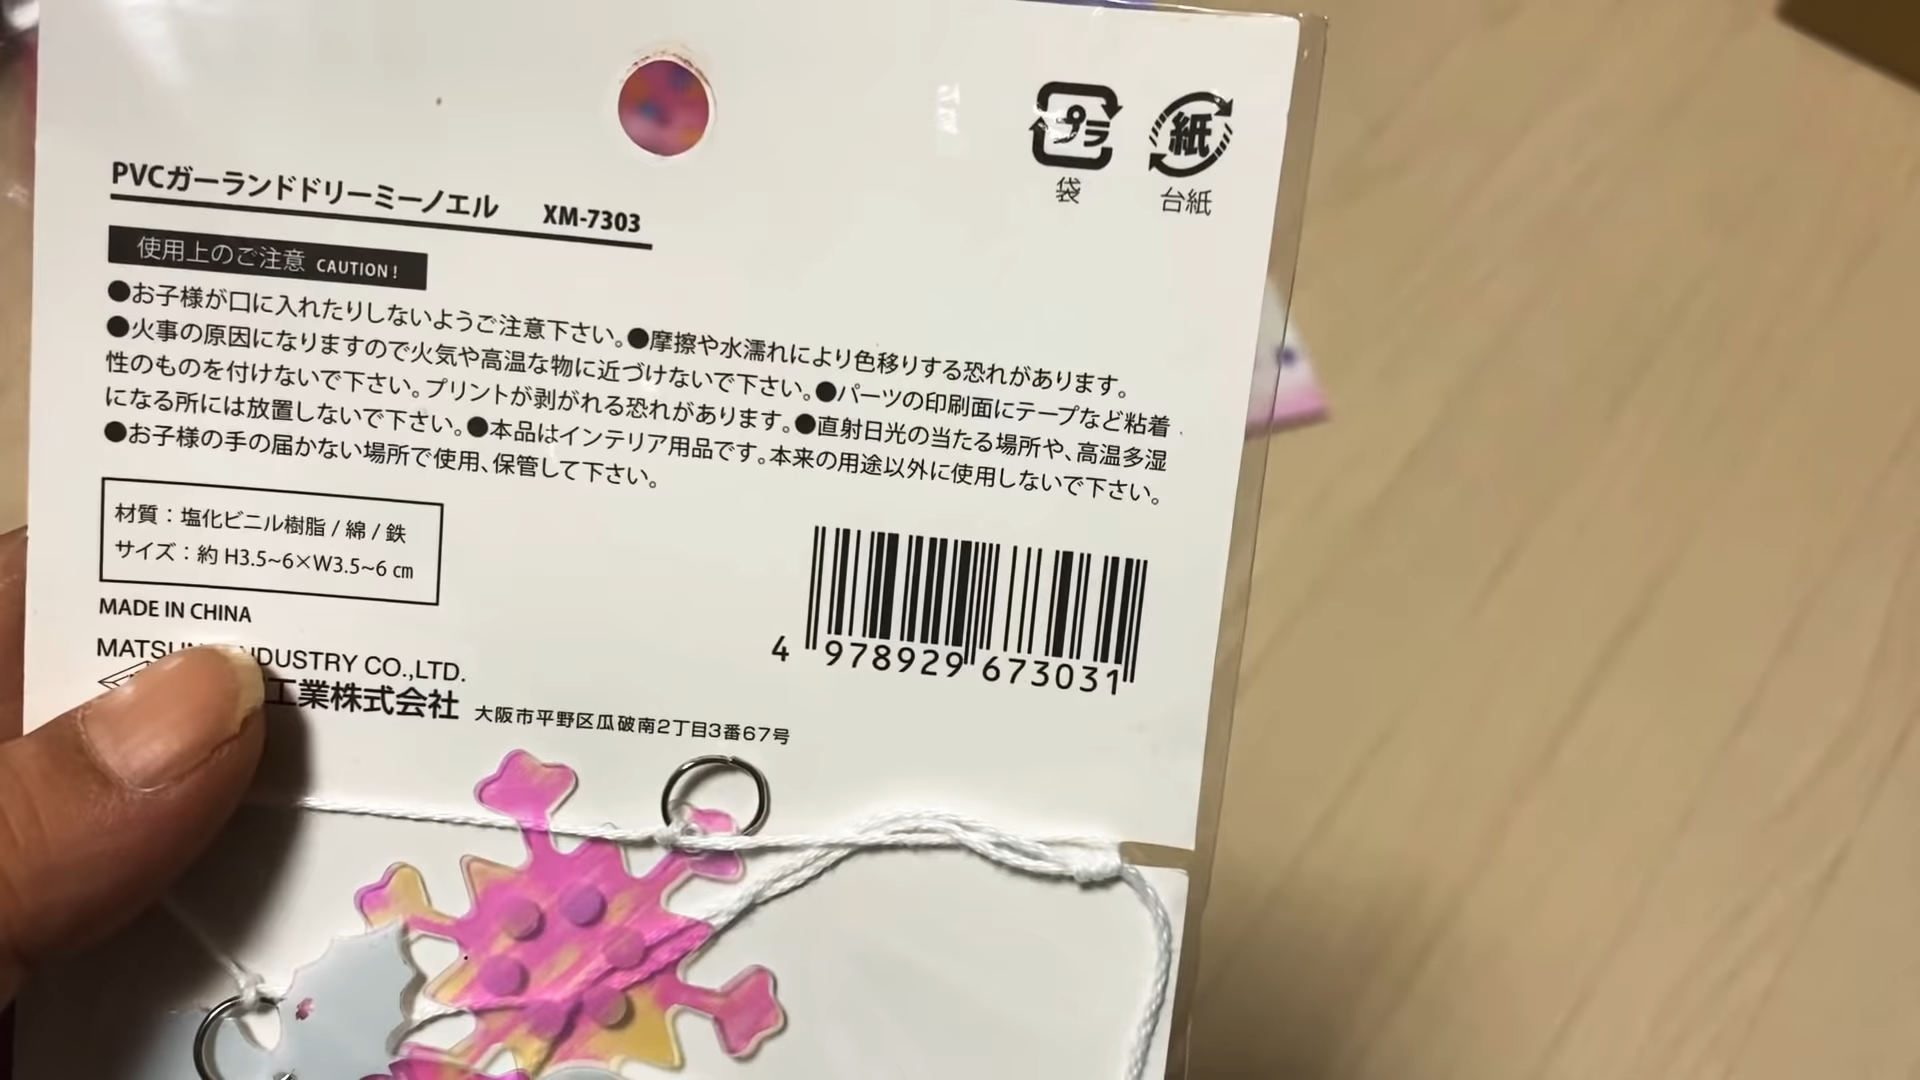 プラ 紙
袋 台紙
PVCガーランドドリーミーノエル XM-7303
使用上のご注意 CAUTION!
●お子様が口に入れたりしないようご注意下さい。●摩擦や水濡れにより色移りする恐れがあります。
●火事の原因になりますので火気や高温な物に近づけないで下さい。●パーツの印刷面にテープなど粘着
性のものを付けないで下さい。プリントが剥がれる恐れがあります。●直射日光の当たる場所や、高温多湿
になる所には放置しないで下さい。●本品はインテリア用品です。本来の用途以外に使用しないで下さい。
●お子様の手の届かない場所で使用、保管して下さい。
材質:塩化ビニル樹脂 / 綿 / 鉄
サイズ:約 H3.5~6×W3.5~6 ㎝
4 978929 673031
MADE IN CHINA
INDUSTRY CO.,LTD.
工業株式会社 大阪市平野区瓜破南2丁目3番67号